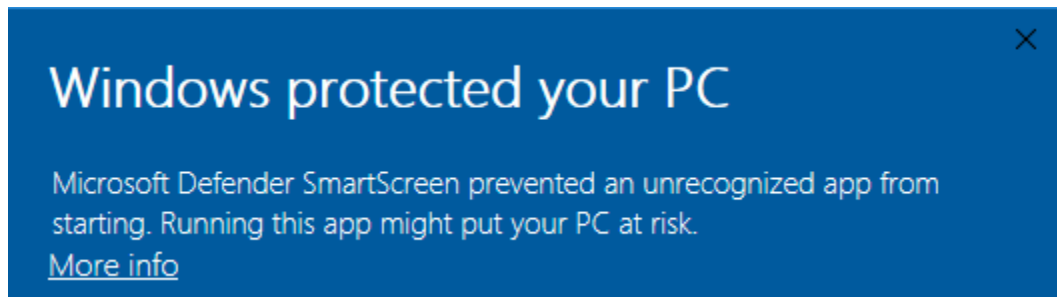 Windows protected your PC
Microsoft Defender SmartScreen prevented an unrecognized app from
starting. Running this app might put your PC at risk.
More info